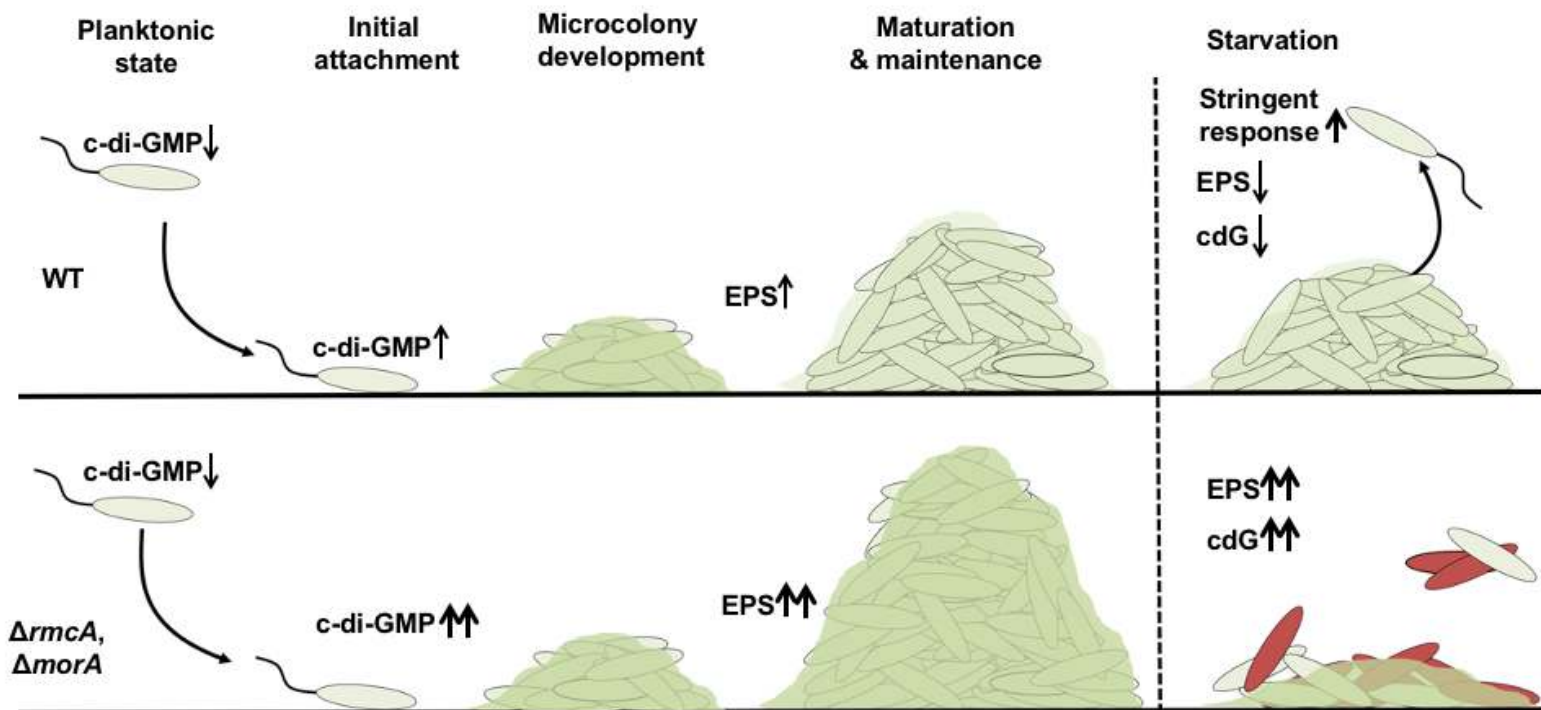 Planktonic
state
Initial
attachment
Microcolony
development
Maturation
& maintenance
Starvation
c-di-GMP↓
WT
c-di-GMP↑
EPS↑
Stringent
response ↑
EPS↓
cdG↓
c-di-GMP↓
ΔrmcA,
ΔmorA
c-di-GMP↑↑
EPS↑↑
EPS↑↑
cdG↑↑